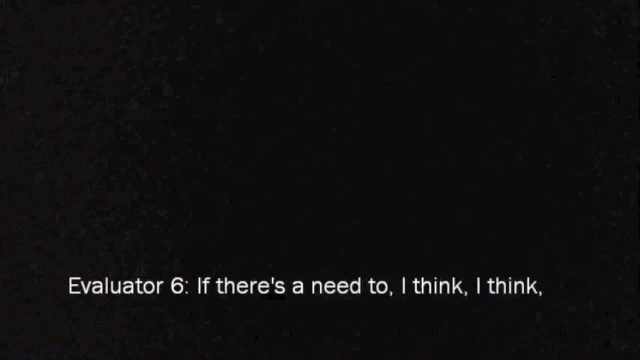 Evaluator 6: If there's a need to, I think, I think,